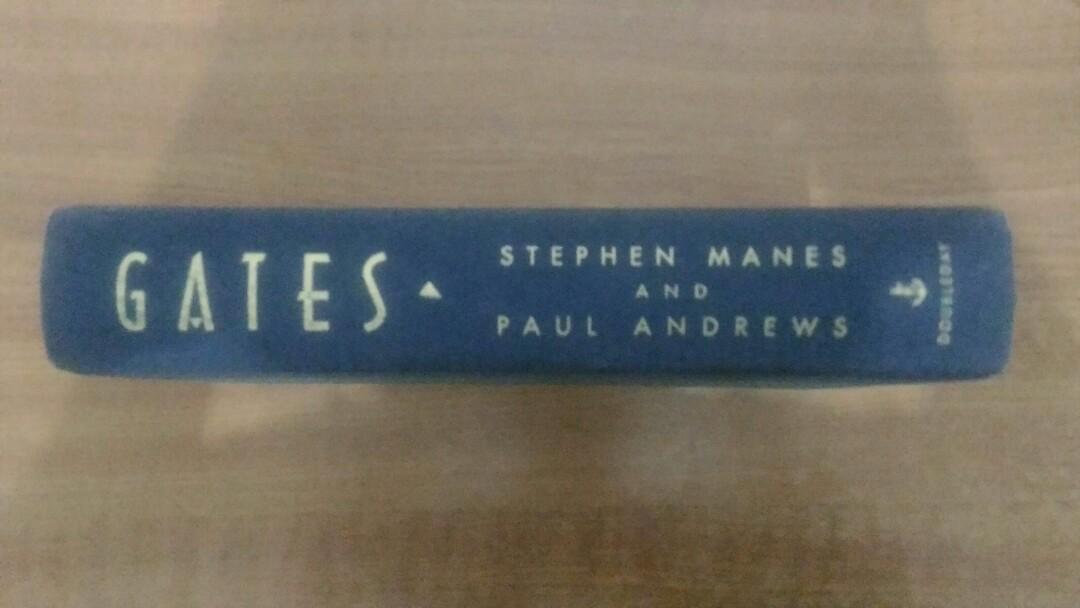 GATES
STEPHEN MANES
AND
PAUL ANDREWS
DOUBLEDAY